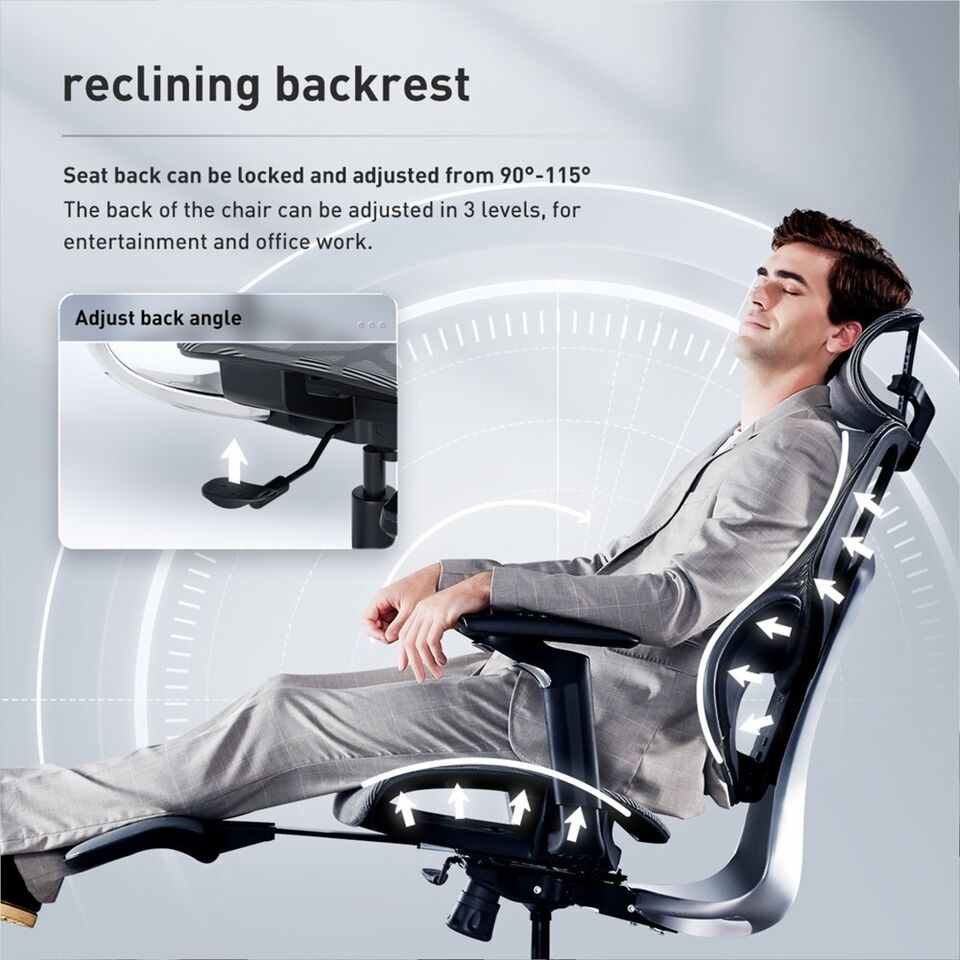 reclining backrest
Seat back can be locked and adjusted from 90°-115°
The back of the chair can be adjusted in 3 levels, for
entertainment and office work.
Adjust back angle